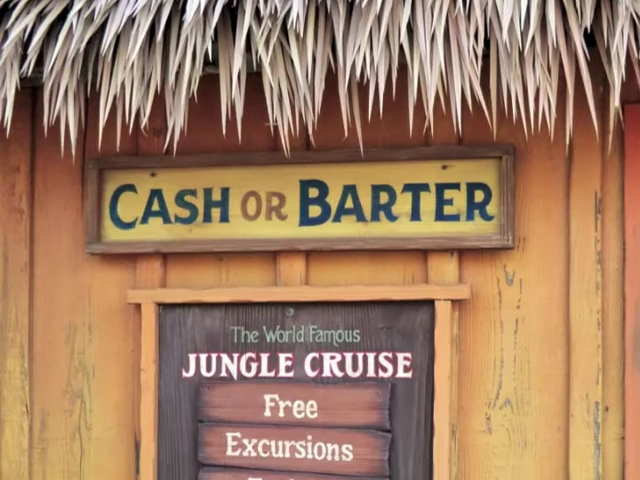 CASH OR BARTER
The World Famous
JUNGLE CRUISE
Free
Excursions